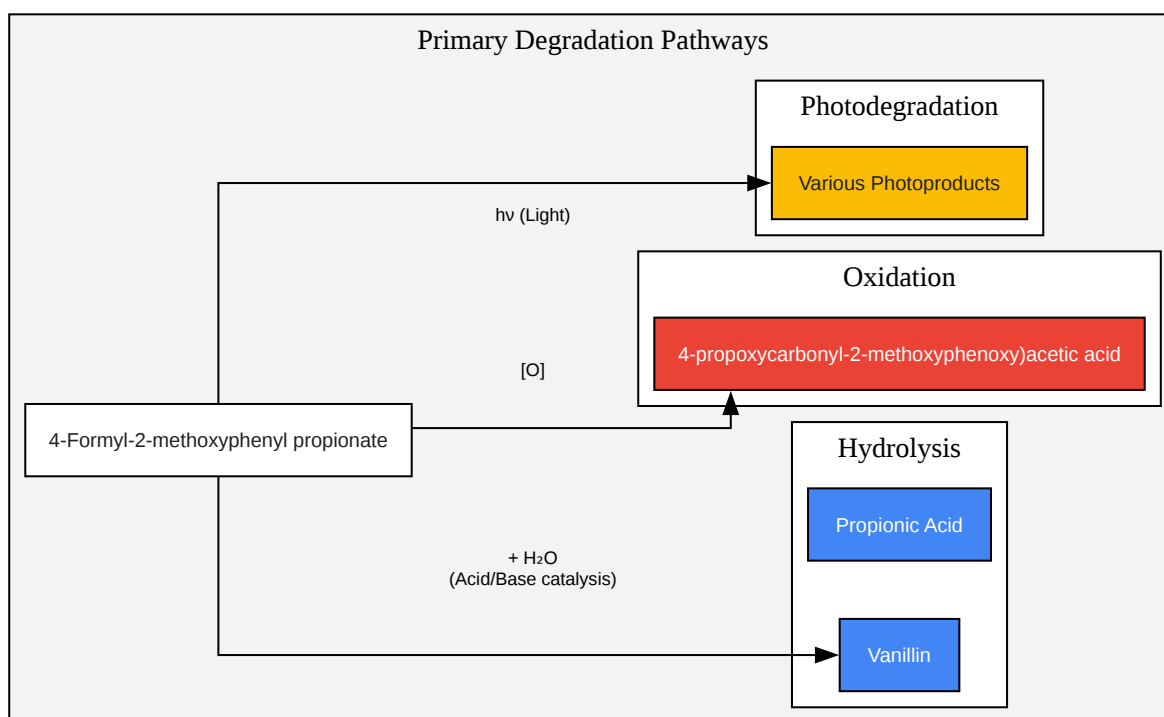 Primary Degradation Pathways
Photodegradation
Various Photoproducts
hν (Light)
Oxidation
4-propoxycarbonyl-2-methoxyphenoxy)acetic acid
[O]
4-Formyl-2-methoxyphenyl propionate
Hydrolysis
Propionic Acid
+ H₂O
(Acid/Base catalysis)
Vanillin